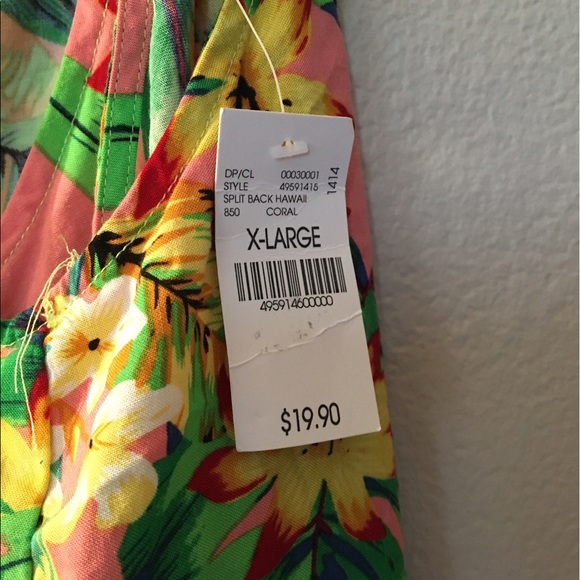 DP/CL 00030001
STYLE 49591415
SPLIT BACK HAWAII
850 CORAL
1414
X-LARGE
495914600000
$19.90